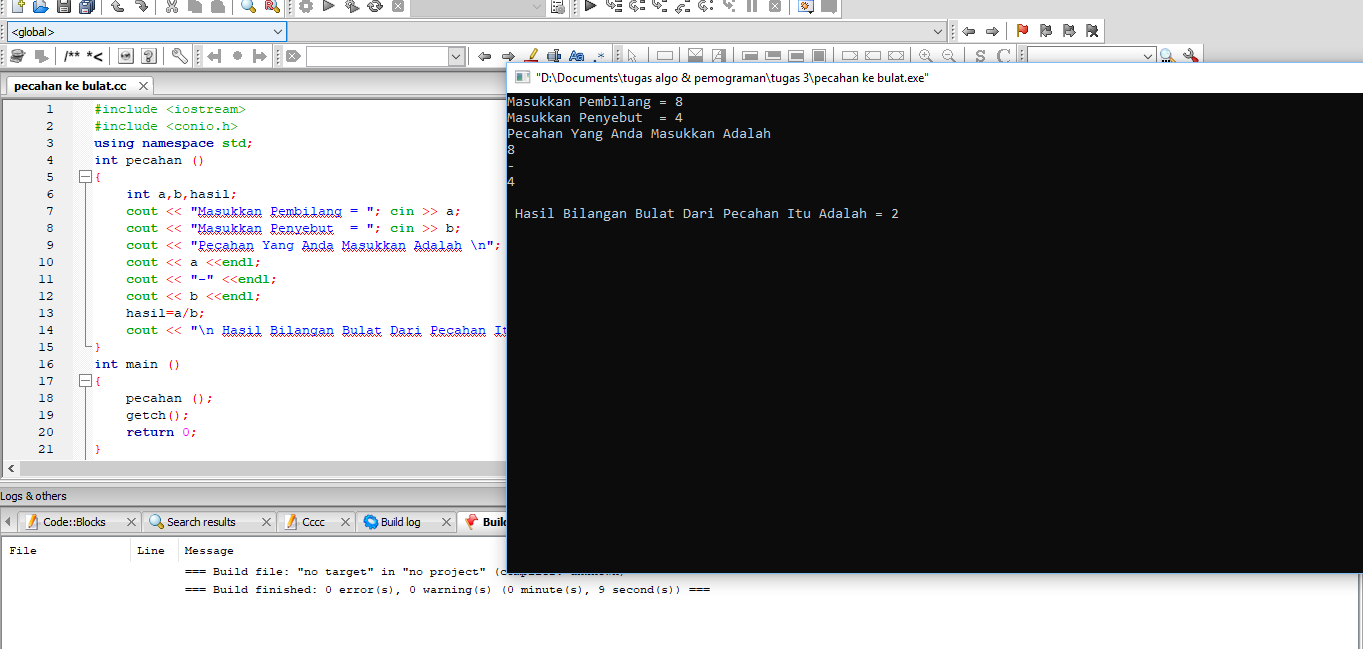 <global>
/** *<
S C
pecahan ke bulat.cc
1 #include <iostream>
2 #include <conio.h>
3 using namespace std;
4 int pecahan ()
5 {
6 int a,b,hasil;
7 cout << "Masukkan Pembilang = "; cin >> a;
8 cout << "Masukkan Penyebut  = "; cin >> b;
9 cout << "Pecahan Yang Anda Masukkan Adalah \n";
10 cout << a <<endl;
11 cout << "-" <<endl;
12 cout << b <<endl;
13 hasil=a/b;
14 cout << "\n Hasil Bilangan Bulat Dari Pecahan
15 }
16 int main ()
17 {
18 pecahan ();
19 getch();
20 return 0;
21 }
"D:\Documents\tugas algo & pemograman\tugas 3\pecahan ke bulat.exe"
Masukkan Pembilang = 8
Masukkan Penyebut  = 4
Pecahan Yang Anda Masukkan Adalah
8
-
4
Hasil Bilangan Bulat Dari Pecahan Itu Adalah = 2
Logs & others
Code::Blocks
Search results
Cccc
Build log
File Line Message
=== Build file: "no target" in "no project"
=== Build finished: 0 error(s), 0 warning(s) (0 minute(s), 9 second(s)) ===